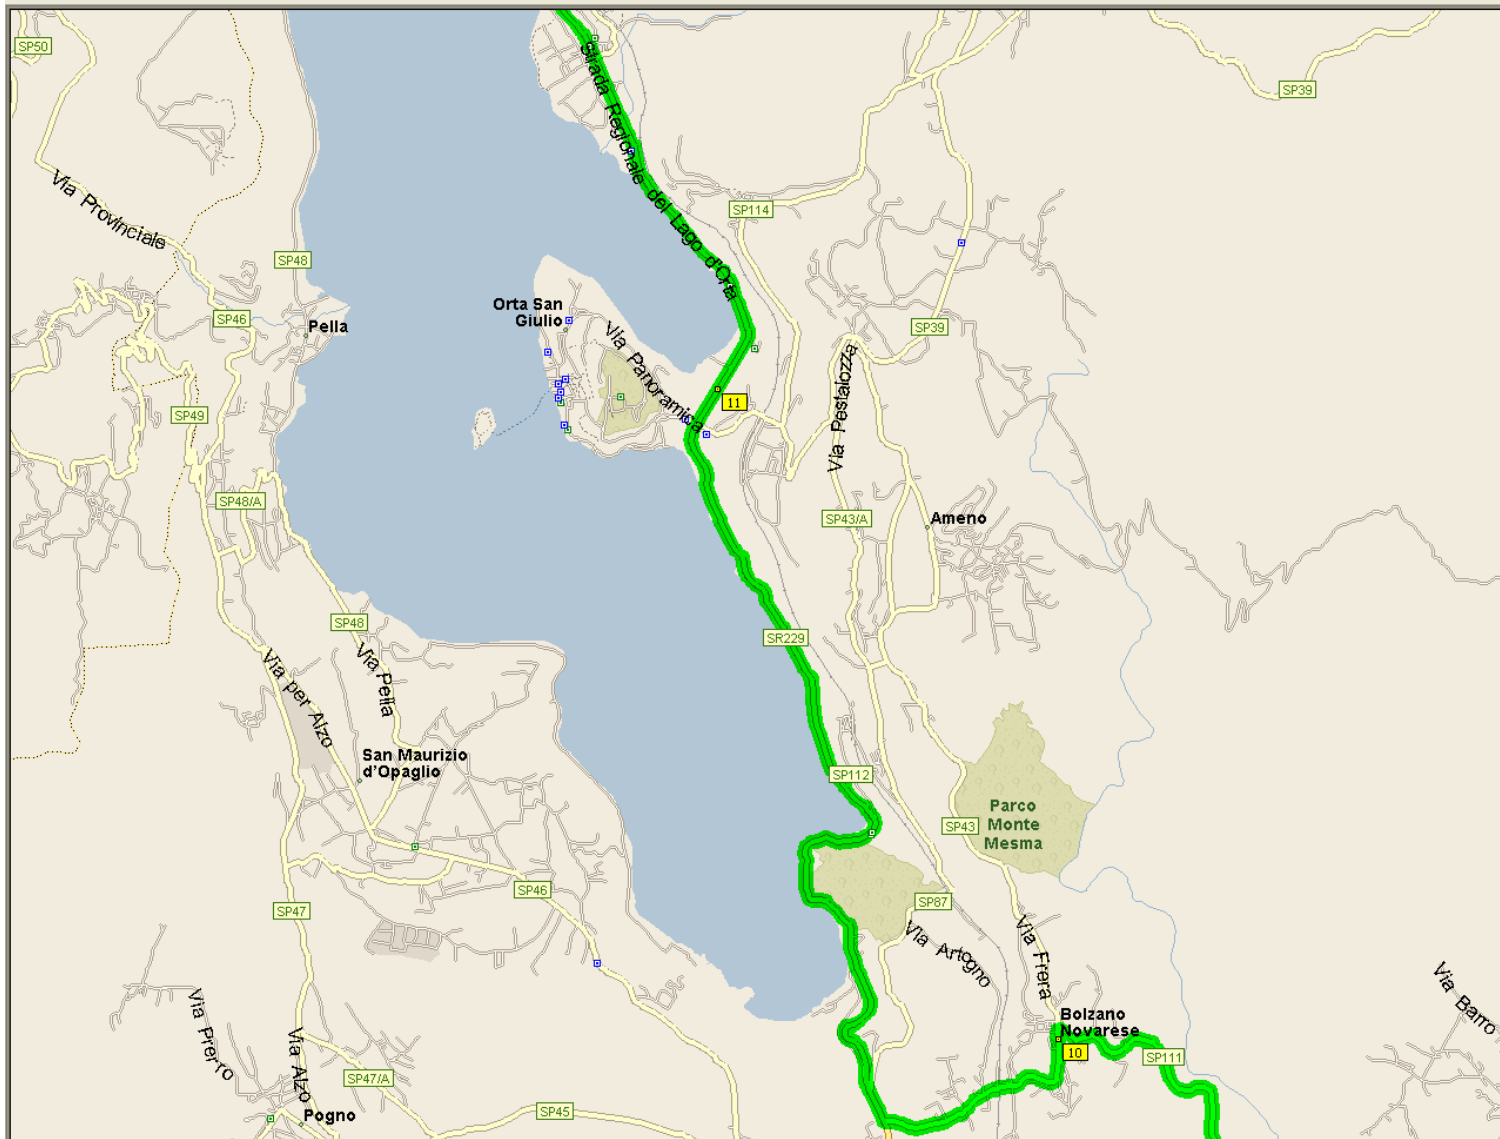 SP50
SP39
Strada Regionale del Lago d'Orta
Via Provinciale
SP114
SP48
Orta San
Giulio
SP46
Pella
SP39
Via Panoramica
Via Pestalozza
11
SP49
SP48/A
SP43/A
Ameno
SP48
SR229
Via Pella
Via per Alzo
San Maurizio
d'Opaglio
SP112
Parco
Monte
Mesma
SP43
SP46
SP87
SP47
Via Artogno
Via Frera
Via Barro
Via Prerro
Bolzano
Novarese
10
SP111
Via Alzo
SP47/A
Pogno
SP45